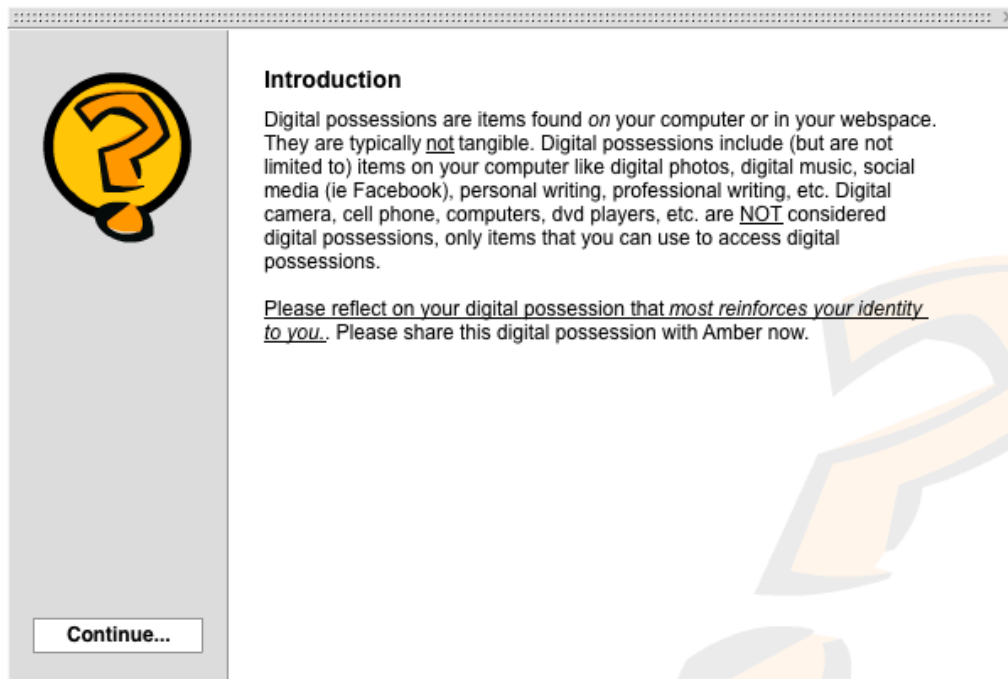 Introduction
Digital possessions are items found on your computer or in your webspace.
They are typically not tangible. Digital possessions include (but are not
limited to) items on your computer like digital photos, digital music, social
media (ie Facebook), personal writing, professional writing, etc. Digital
camera, cell phone, computers, dvd players, etc. are NOT considered
digital possessions, only items that you can use to access digital
possessions.
Please reflect on your digital possession that most reinforces your identity
to you.. Please share this digital possession with Amber now.
Continue...